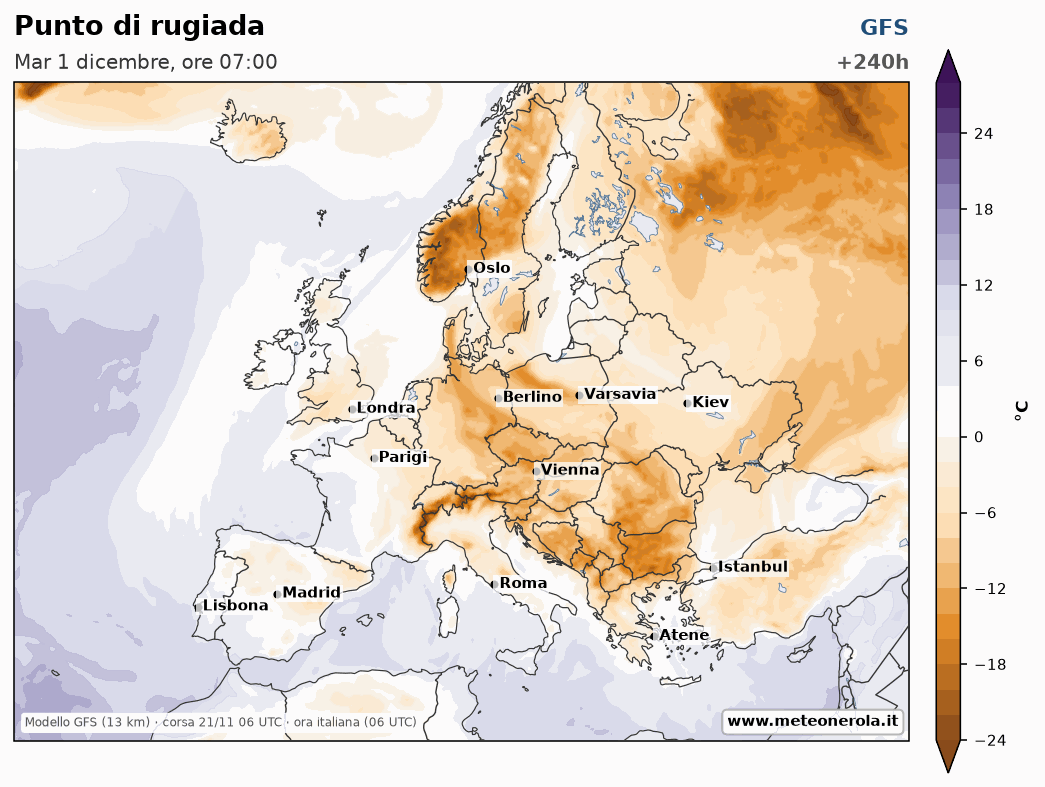 Punto di rugiada
GFS
Mar 1 dicembre, ore 07:00
+240h
Oslo
Berlino
Varsavia
Kiev
Londra
Parigi
Vienna
Istanbul
Roma
Madrid
Lisbona
Atene
Modello GFS (13 km) · corsa 21/11 06 UTC · ora italiana (06 UTC)
www.meteonerola.it
24
18
12
6
0
−6
−12
−18
−24
°C